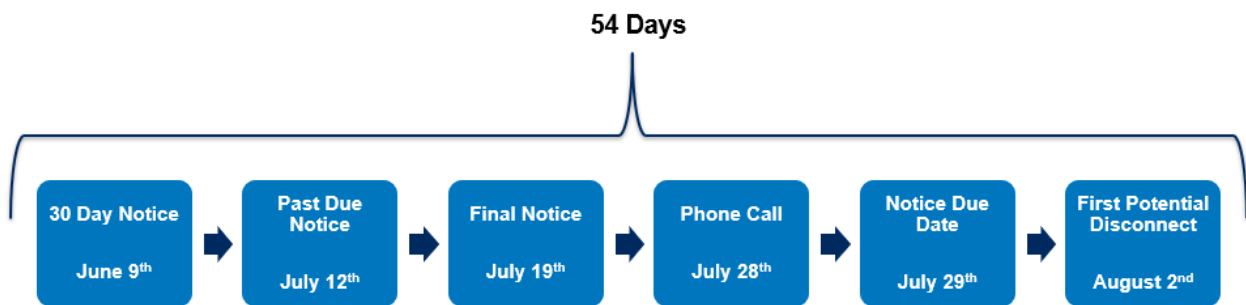 54 Days
30 Day Notice
June 9th
Past Due
Notice
July 12th
Final Notice
July 19th
Phone Call
July 28th
Notice Due
Date
July 29th
First Potential
Disconnect
August 2nd